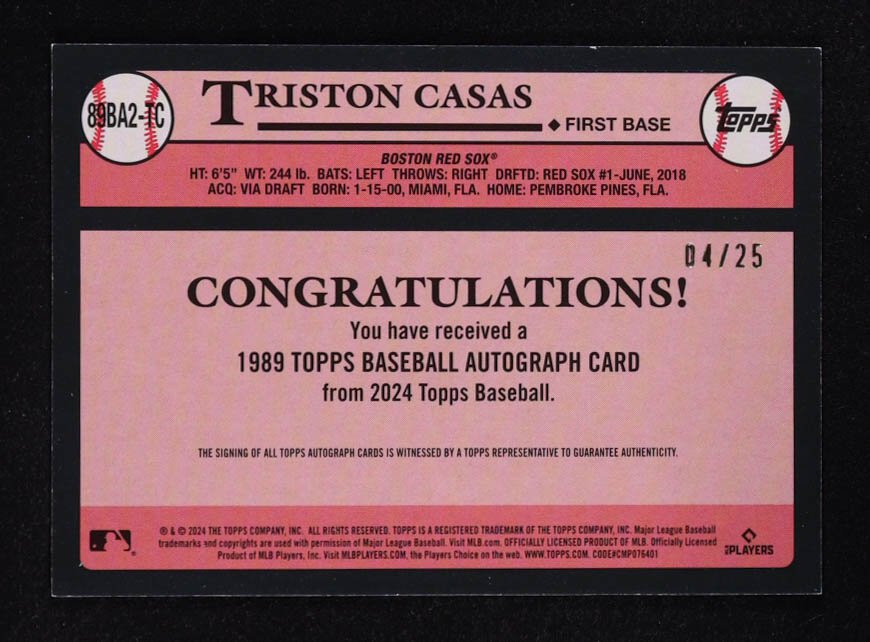 89BA2-TC
TRISTON CASAS
◆ FIRST BASE
Topps
BOSTON RED SOX®
HT: 6'5" WT: 244 lb. BATS: LEFT THROWS: RIGHT DRFTD: RED SOX #1-JUNE, 2018
ACQ: VIA DRAFT BORN: 1-15-00, MIAMI, FLA. HOME: PEMBROKE PINES, FLA.
04/25
CONGRATULATIONS!
You have received a
1989 TOPPS BASEBALL AUTOGRAPH CARD
from 2024 Topps Baseball.
THE SIGNING OF ALL TOPPS AUTOGRAPH CARDS IS WITNESSED BY A TOPPS REPRESENTATIVE TO GUARANTEE AUTHENTICITY.
® & © 2024 THE TOPPS COMPANY, INC. ALL RIGHTS RESERVED. TOPPS IS A REGISTERED TRADEMARK OF THE TOPPS COMPANY, INC. Major League Baseball
trademarks and copyrights are used with permission of Major League Baseball. Visit MLB.com. OFFICIALLY LICENSED PRODUCT OF MLB. Officially Licensed
Product of MLB Players, Inc. Visit MLBPLAYERS.COM, the Players Choice on the web. WWW.TOPPS.COM. CODE#CMP076401
MLB PLAYERS